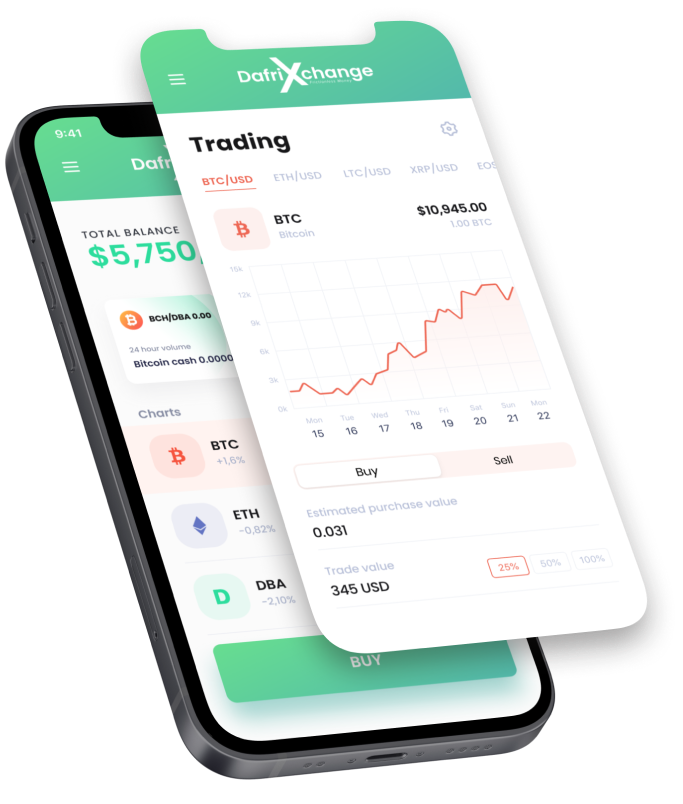 DafriXchange
Trading
BTC/USD ETH/USD LTC/USD XRP/USD EOS
BTC
Bitcoin
$10,945.00
1.00 BTC
15k
12k
9k
6k
3k
0k
Mon Tue Wed Thu Fri Sat Sun Mon
15 16 17 18 19 20 21 22
Buy Sell
Estimated purchase value
0.031
Trade value
345 USD
25% 50% 100%
9:41
Dafr
TOTAL BALANCE
$5,750,
BCH/DBA 0.00
24 hour volume
Bitcoin cash 0.0000
Charts
BTC
+1,6%
ETH
-0,82%
D
DBA
-2,10%
BUY